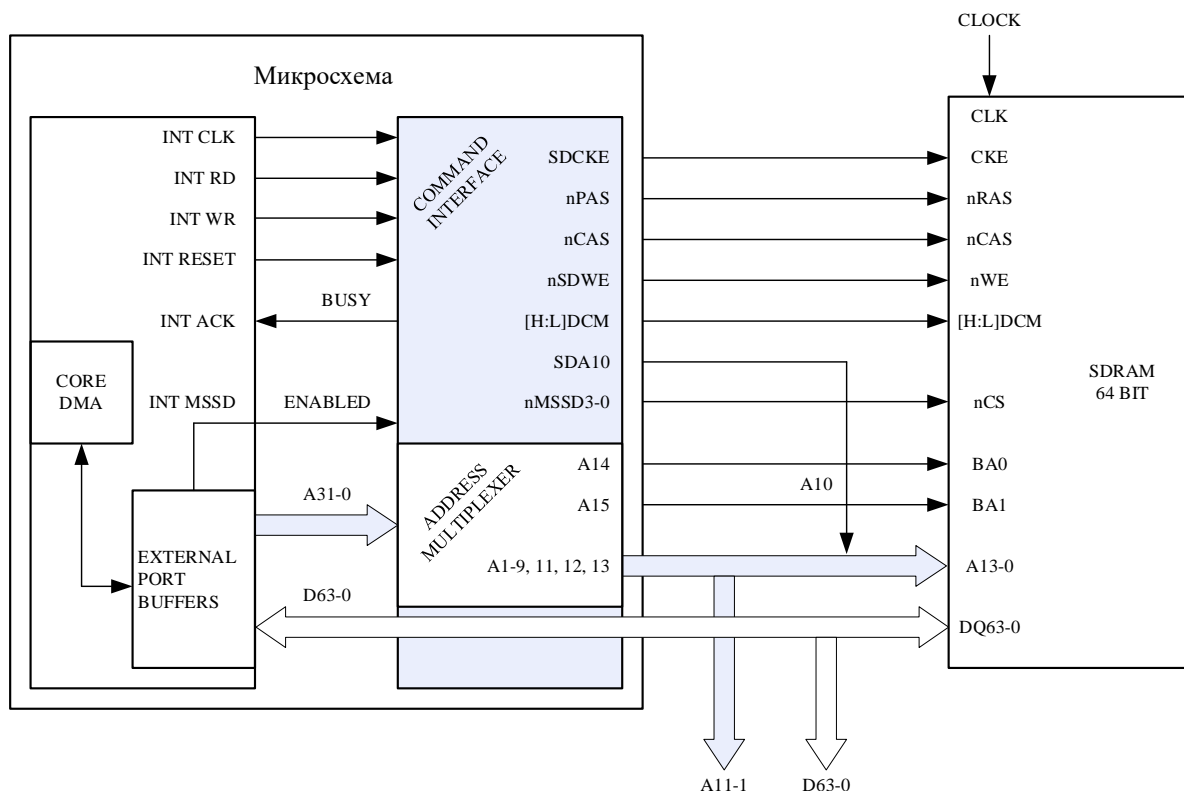 CLOCK
Микросхема
CLK
INT CLK
SDCKE
CKE
INT RD
COMMAND
INTERFACE
nPAS
nRAS
INT WR
nCAS
nCAS
INT RESET
nSDWE
nWE
BUSY
INT ACK
[H:L]DCM
[H:L]DCM
SDA10
SDRAM
64 BIT
CORE
DMA
INT MSSD
ENABLED
nMSSD3-0
nCS
A14
BA0
ADDRESS
MULTIPLEXER
A10
A31-0
A15
BA1
EXTERNAL
PORT
BUFFERS
A1-9, 11, 12, 13
A13-0
D63-0
DQ63-0
A11-1
D63-0